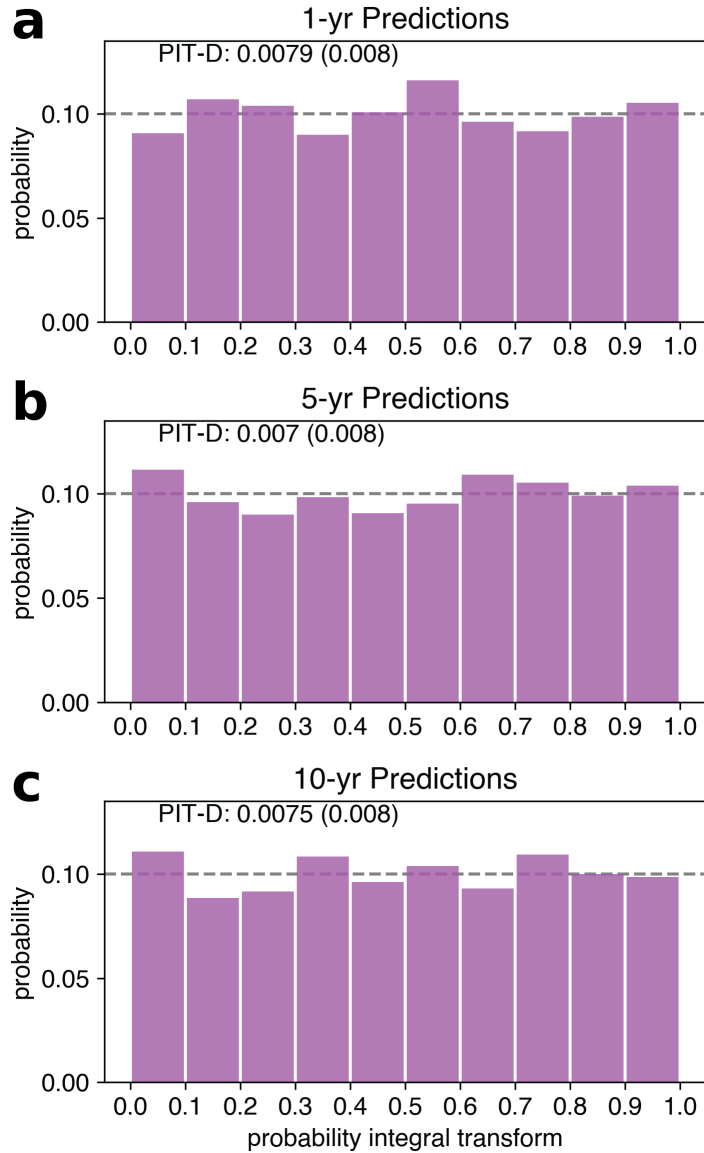 a
1-yr Predictions
PIT-D: 0.0079 (0.008)
probability
0.10
0.05
0.00
0.0 0.1 0.2 0.3 0.4 0.5 0.6 0.7 0.8 0.9 1.0
b
5-yr Predictions
PIT-D: 0.007 (0.008)
probability
0.10
0.05
0.00
0.0 0.1 0.2 0.3 0.4 0.5 0.6 0.7 0.8 0.9 1.0
c
10-yr Predictions
PIT-D: 0.0075 (0.008)
probability
0.10
0.05
0.00
0.0 0.1 0.2 0.3 0.4 0.5 0.6 0.7 0.8 0.9 1.0
probability integral transform